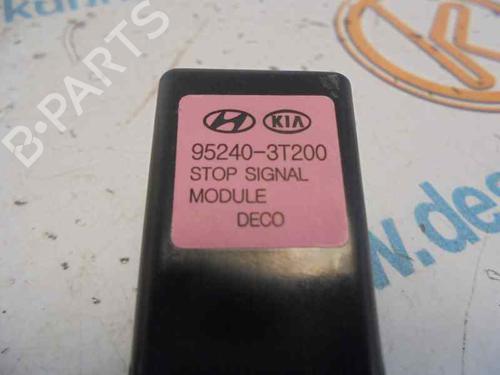 B-PARTS
KIA
95240-3T200
STOP SIGNAL
MODULE
DECO